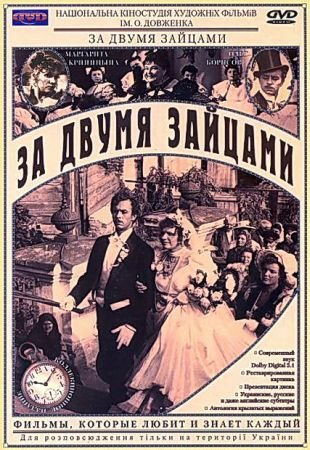 НАЦІОНАЛЬНА КІНОСТУДІЯ ХУДОЖНІХ ФІЛЬМІВ
ІМ. О. ДОВЖЕНКА
DVD
ЗА ДВУМЯ ЗАЙЦАМИ
МАРГАРИТА
КРИНИЦЫНА
ОЛЕГ
БОРИСОВ
ЗА ДВУМЯ ЗАЙЦАМИ
Современный
звук
Dolby Digital 5.1
Реставрированная
картинка
Презентация диска
Украинские, русские
и даже английские субтитры
Антология крылатых выражений
ФИЛЬМЫ, КОТОРЫЕ ЛЮБИТ И ЗНАЕТ КАЖДЫЙ
Для розповсюдження тільки на території України